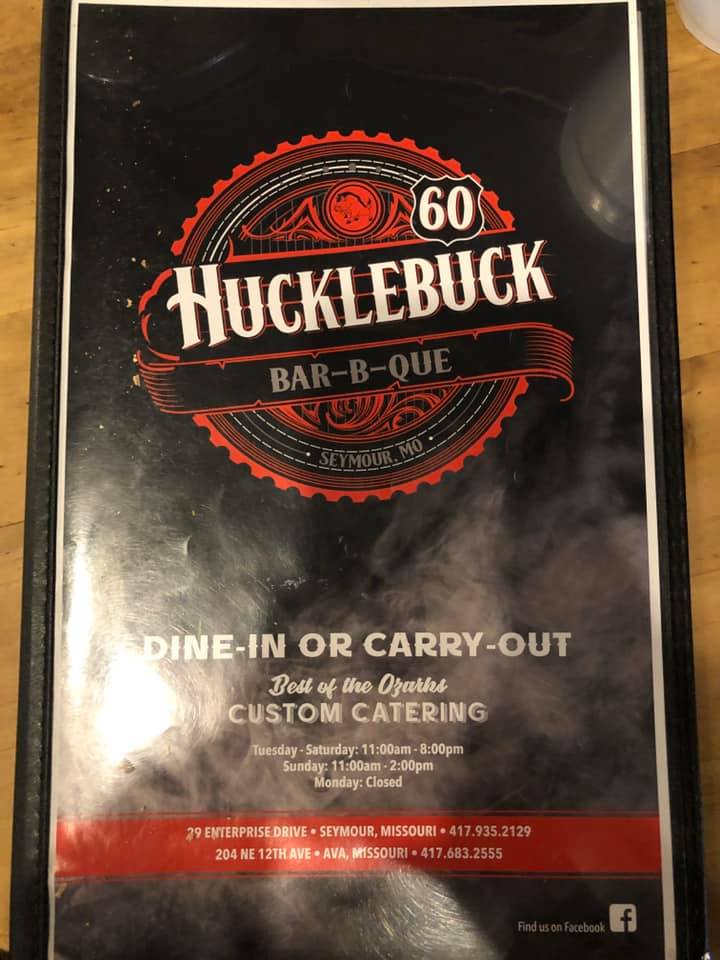 60
HUCKLEBUCK
BAR-B-QUE
• SEYMOUR, MO •
DINE-IN OR CARRY-OUT
Best of the Ozarks
CUSTOM CATERING
Tuesday - Saturday: 11:00am - 8:00pm
Sunday: 11:00am - 2:00pm
Monday: Closed
29 ENTERPRISE DRIVE • SEYMOUR, MISSOURI • 417.935.2129
204 NE 12TH AVE • AVA, MISSOURI • 417.683.2555
Find us on Facebook f